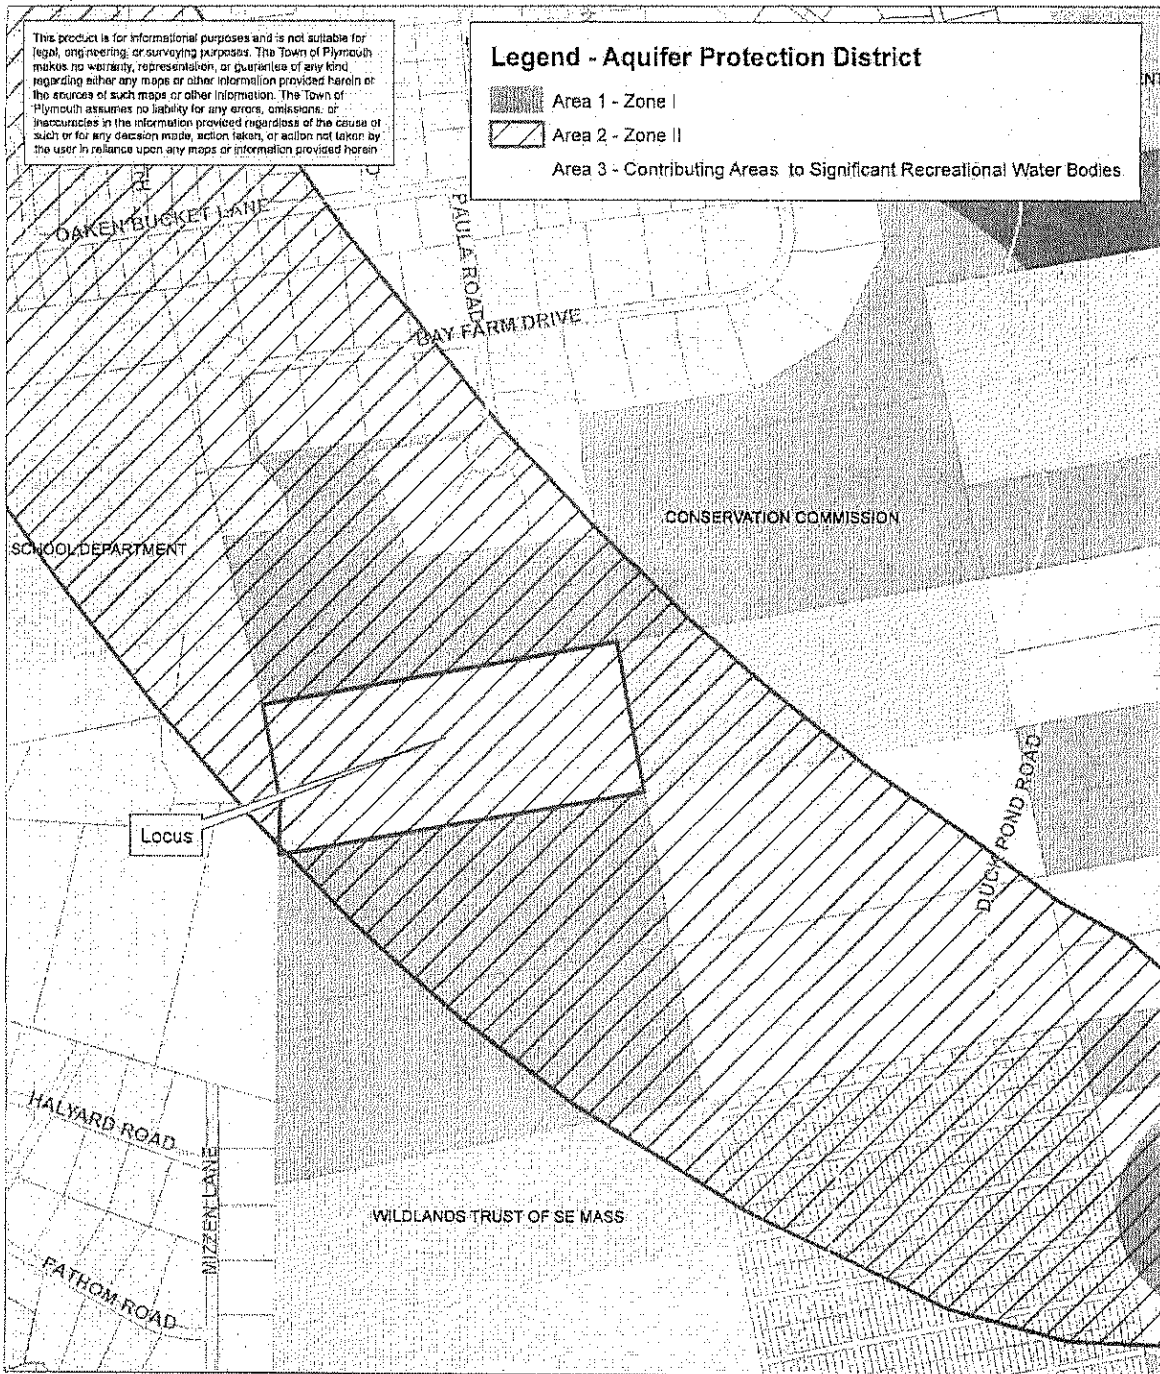 This product is for informational purposes and is not suitable for
legal, engineering, or surveying purposes. The Town of Plymouth
makes no warranty, representation, or guarantee of any kind
regarding either any maps or other information provided herein or
the sources of such maps or other information. The Town of
Plymouth assumes no liability for any errors, omissions, or
inaccuracies in the information provided regardless of the cause of
such or for any decision made, action taken, or action not taken by
the user in reliance upon any maps or information provided herein
Legend - Aquifer Protection District
Area 1 - Zone I
Area 2 - Zone II
Area 3 - Contributing Areas to Significant Recreational Water Bodies
OAKEN BUCKET LANE
PAULA ROAD
BAY FARM DRIVE
CONSERVATION COMMISSION
SCHOOL DEPARTMENT
Locus
DUCK POND ROAD
HALYARD ROAD
MIZZEN LANE
WILDLANDS TRUST OF SE MASS
FATHOM ROAD